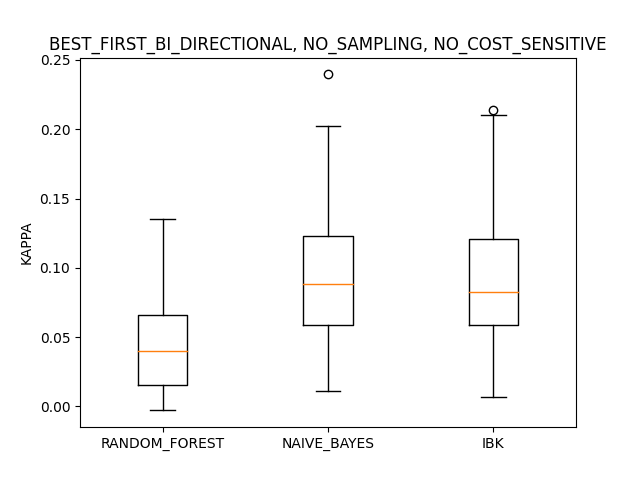 BEST_FIRST_BI_DIRECTIONAL, NO_SAMPLING, NO_COST_SENSITIVE
0.25
0.20
0.15
0.10
0.05
0.00
KAPPA
RANDOM_FOREST
NAIVE_BAYES
IBK